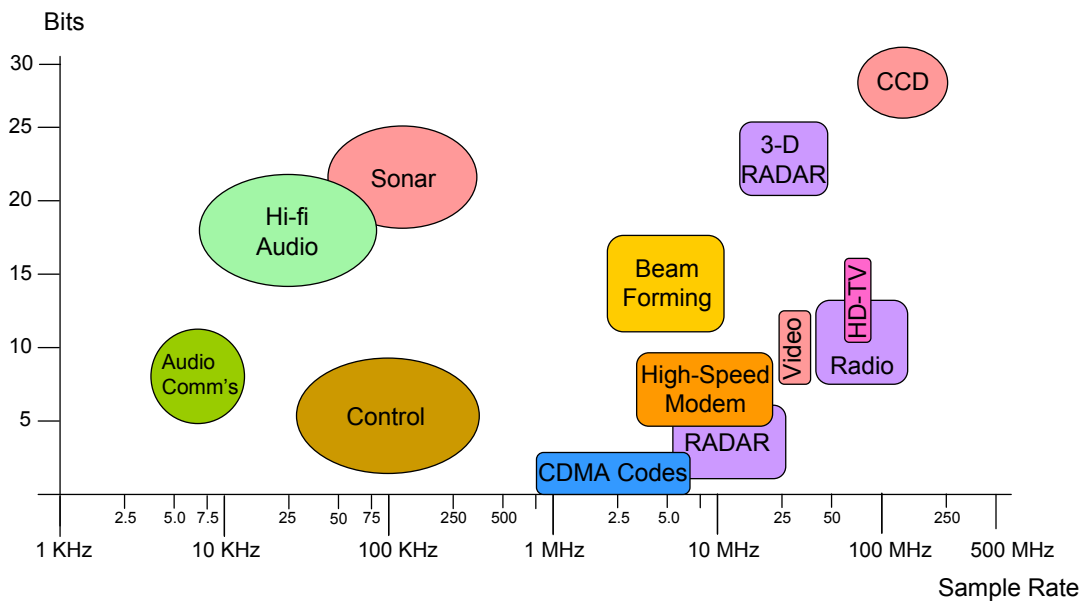 Bits
30
25
20
15
10
5
CCD
3-D
RADAR
Sonar
Hi-fi
Audio
Beam
Forming
HD-TV
Video
Radio
Audio
Comm's
High-Speed
Modem
Control
RADAR
CDMA Codes
2.5 5.0 7.5 25 50 75 250 500 2.5 5.0 25 50 250
1 KHz 10 KHz 100 KHz 1 MHz 10 MHz 100 MHz 500 MHz
Sample Rate